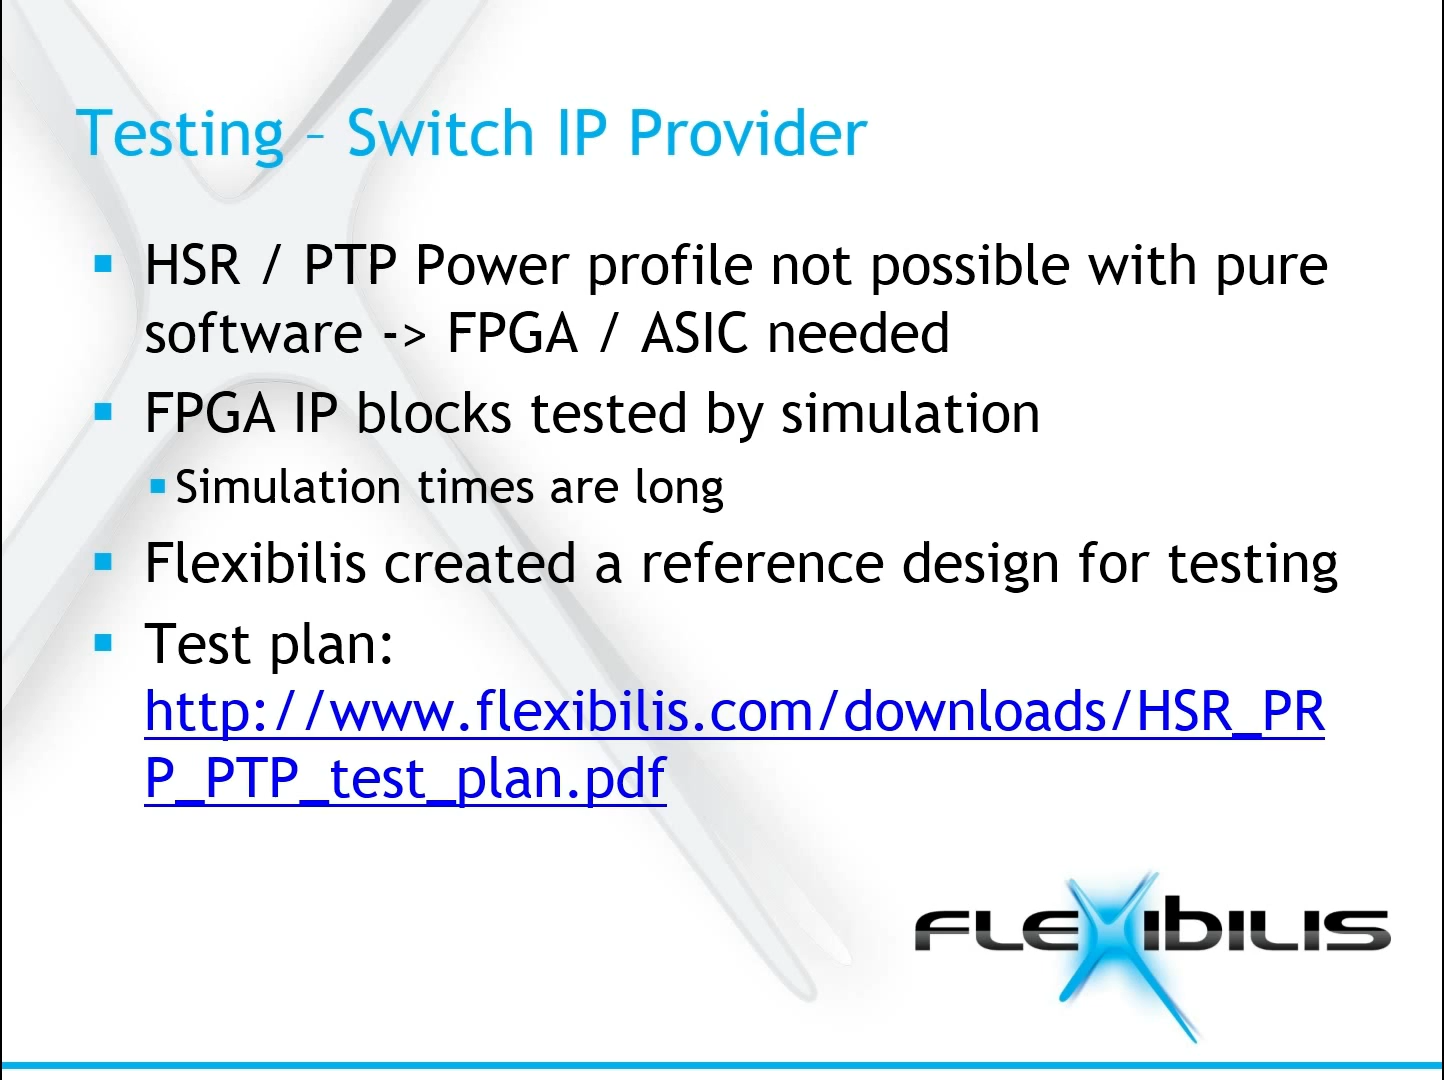 Testing – Switch IP Provider
HSR / PTP Power profile not possible with pure
software -> FPGA / ASIC needed
FPGA IP blocks tested by simulation
Simulation times are long
Flexibilis created a reference design for testing
Test plan:
http://www.flexibilis.com/downloads/HSR_PR
P_PTP_test_plan.pdf
FLEXIBILIS